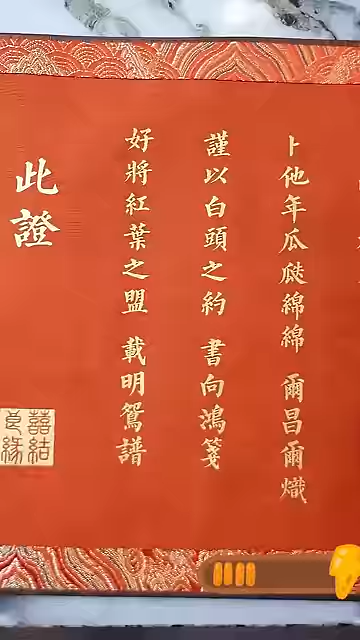 卜他年瓜瓞綿綿 爾昌爾熾
謹以白頭之約 書向鴻箋
好將紅葉之盟 載明鴛譜
此證
囍結
良緣